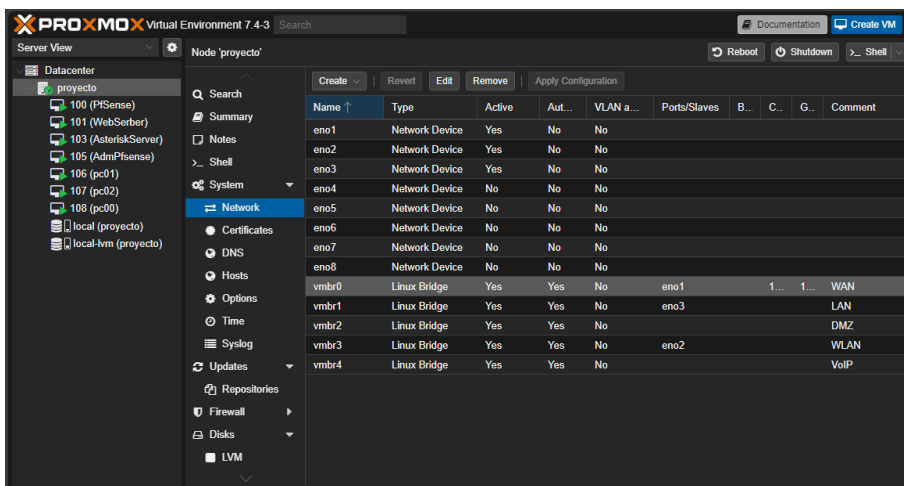 PROXMOX Virtual Environment 7.4-3 Search Documentation Create VM
Server View Node 'proyecto' Reboot Shutdown >_ Shell
Datacenter
proyecto
100 (PfSense)
101 (WebSerber)
103 (AsteriskServer)
105 (AdmPfsense)
106 (pc01)
107 (pc02)
108 (pc00)
local (proyecto)
local-lvm (proyecto)
Search
Summary
Notes
>_ Shell
System
Network
Certificates
DNS
Hosts
Options
Time
Syslog
Updates
Repositories
Firewall
Disks
LVM
Create Revert Edit Remove Apply Configuration
Name ↑ Type Active Aut... VLAN a... Ports/Slaves B... C... G... Comment
eno1 Network Device Yes No No
eno2 Network Device Yes No No
eno3 Network Device Yes No No
eno4 Network Device No No No
eno5 Network Device No No No
eno6 Network Device No No No
eno7 Network Device No No No
eno8 Network Device No No No
vmbr0 Linux Bridge Yes Yes No eno1 1... 1... WAN
vmbr1 Linux Bridge Yes Yes No eno3 LAN
vmbr2 Linux Bridge Yes Yes No DMZ
vmbr3 Linux Bridge Yes Yes No eno2 WLAN
vmbr4 Linux Bridge Yes Yes No VoIP